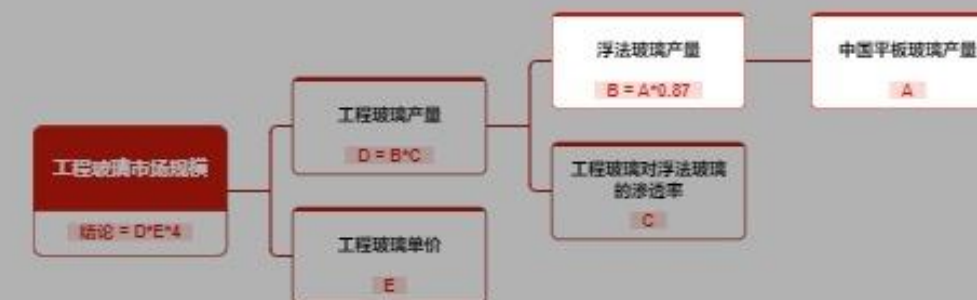 浮法玻璃产量
B = A*0.87
中国平板玻璃产量
A
工程玻璃产量
D = B*C
工程玻璃市场规模
结论 = D*E*4
工程玻璃对浮法玻璃
的渗透率
C
工程玻璃单价
E